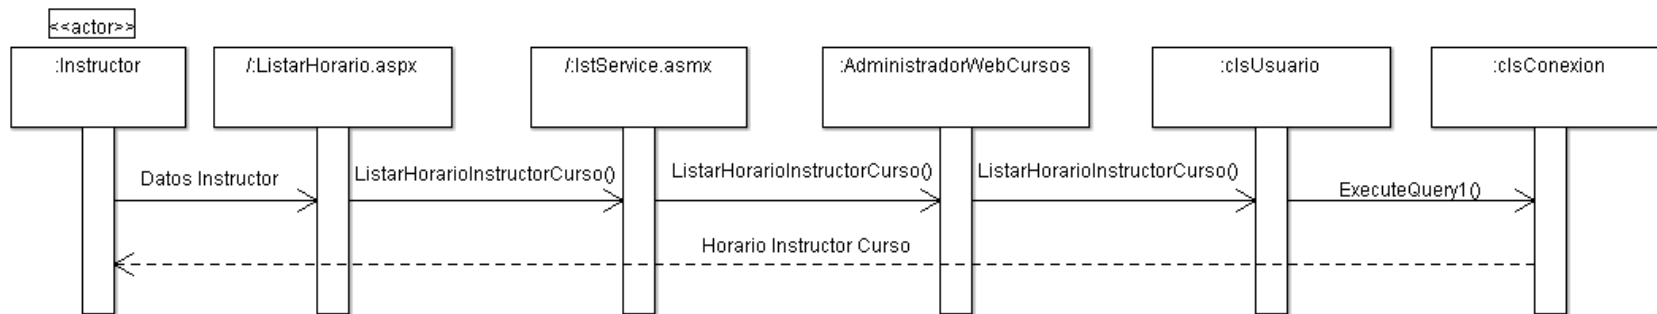 <<actor>>
:Instructor
/:ListarHorario.aspx
/:IstService.asmx
:AdministradorWebCursos
:clsUsuario
:clsConexion
Datos Instructor
ListarHorarioInstructorCurso()
ListarHorarioInstructorCurso()
ListarHorarioInstructorCurso()
ExecuteQuery1()
Horario Instructor Curso